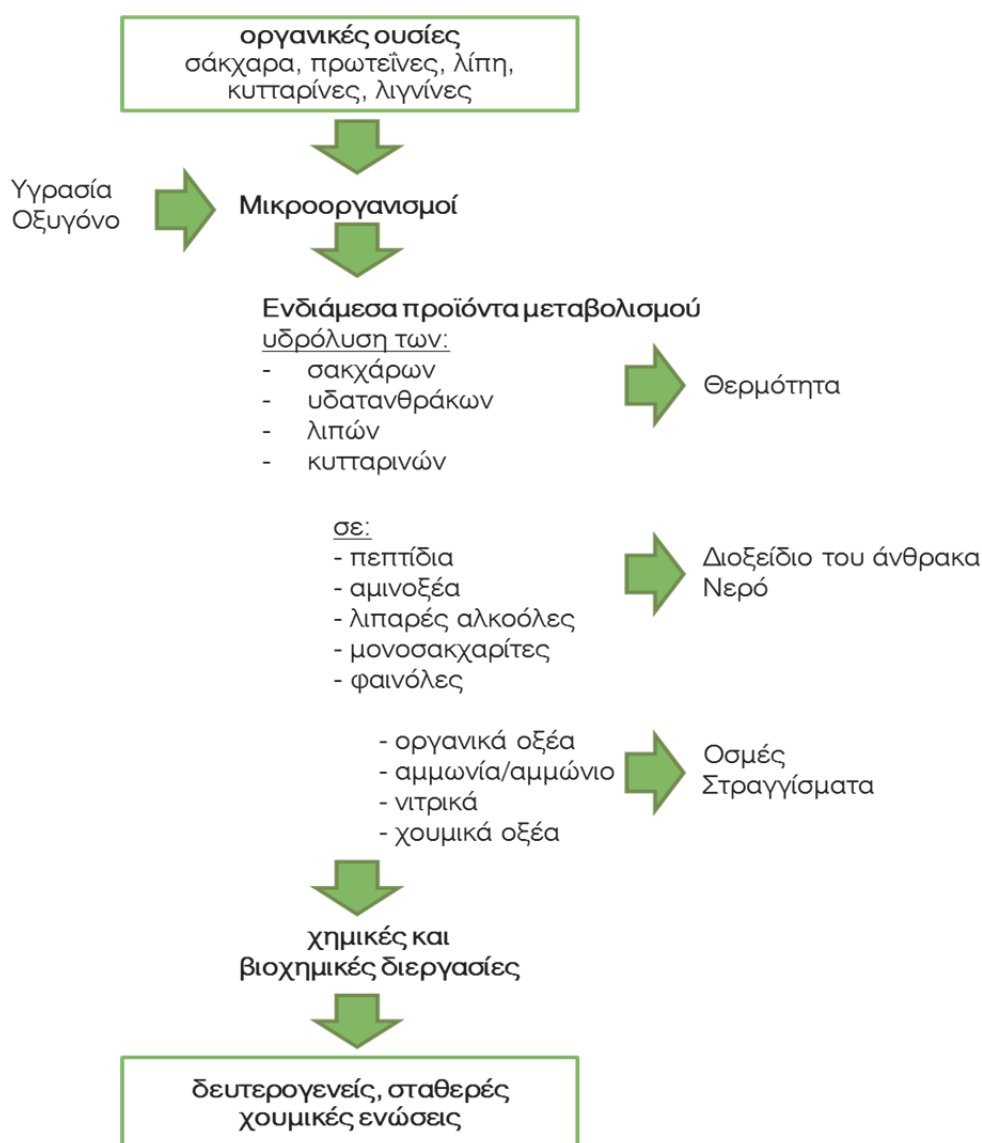 οργανικές ουσίες
σάκχαρα, πρωτεΐνες, λίπη,
κυτταρίνες, λιγνίνες
Υγρασία
Οξυγόνο
Μικροοργανισμοί
Ενδιάμεσα προϊόντα μεταβολισμού
υδρόλυση των:
- σακχάρων
- υδατανθράκων
- λιπών
- κυτταρινών
Θερμότητα
σε:
- πεπτίδια
- αμινοξέα
- λιπαρές αλκοόλες
- μονοσακχαρίτες
- φαινόλες
Διοξείδιο του άνθρακα
Νερό
- οργανικά οξέα
- αμμωνία/αμμώνιο
- νιτρικά
- χουμικά οξέα
Οσμές
Στραγγίσματα
χημικές και
βιοχημικές διεργασίες
δευτερογενείς, σταθερές
χουμικές ενώσεις